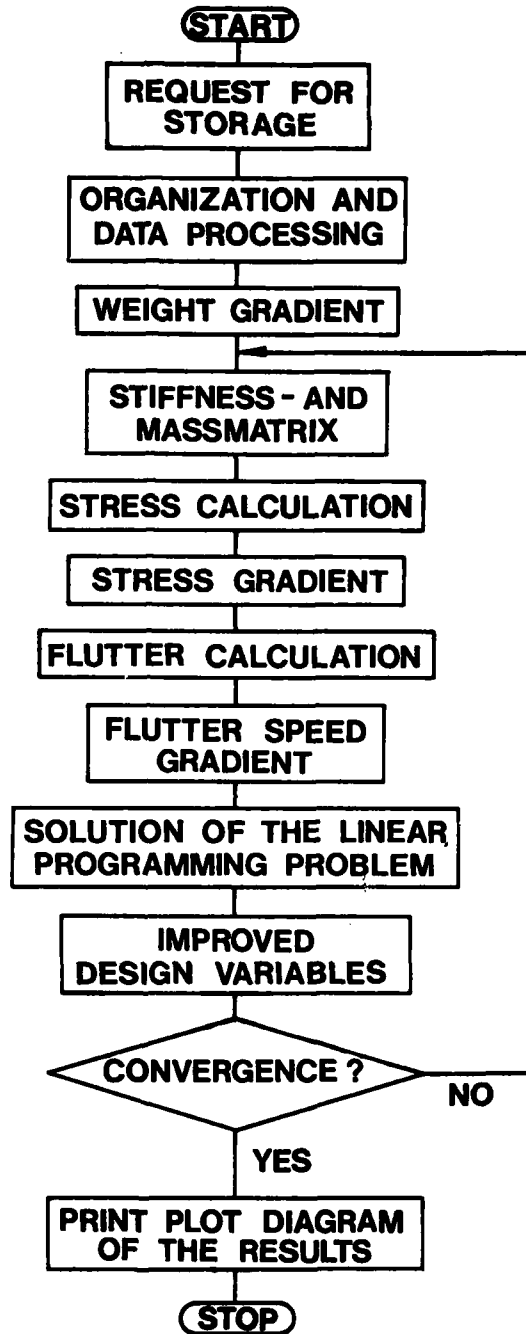 START
REQUEST FOR
STORAGE
ORGANIZATION AND
DATA PROCESSING
WEIGHT GRADIENT
STIFFNESS - AND
MASSMATRIX
STRESS CALCULATION
STRESS GRADIENT
FLUTTER CALCULATION
FLUTTER SPEED
GRADIENT
SOLUTION OF THE LINEAR
PROGRAMMING PROBLEM
IMPROVED
DESIGN VARIABLES
CONVERGENCE ?
NO
YES
PRINT PLOT DIAGRAM
OF THE RESULTS
STOP